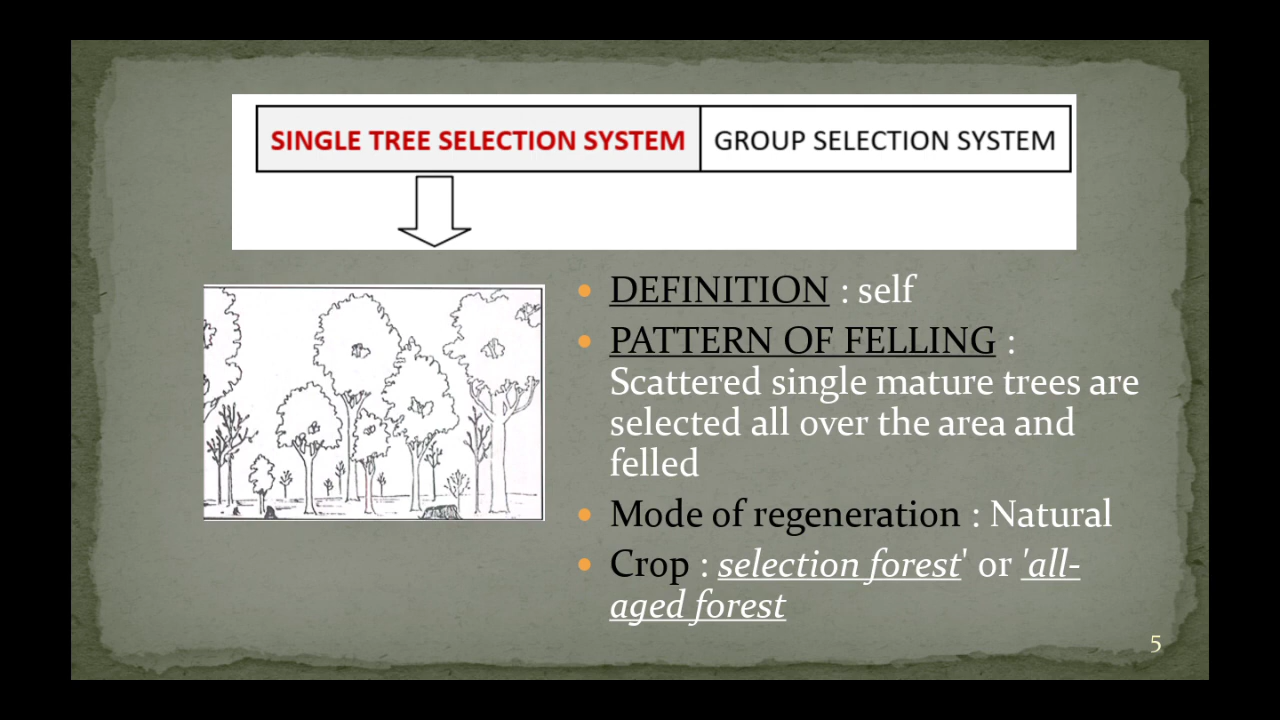 SINGLE TREE SELECTION SYSTEM GROUP SELECTION SYSTEM
• DEFINITION : self
• PATTERN OF FELLING :
Scattered single mature trees are
selected all over the area and
felled
• Mode of regeneration : Natural
• Crop : selection forest' or 'all-
aged forest
5